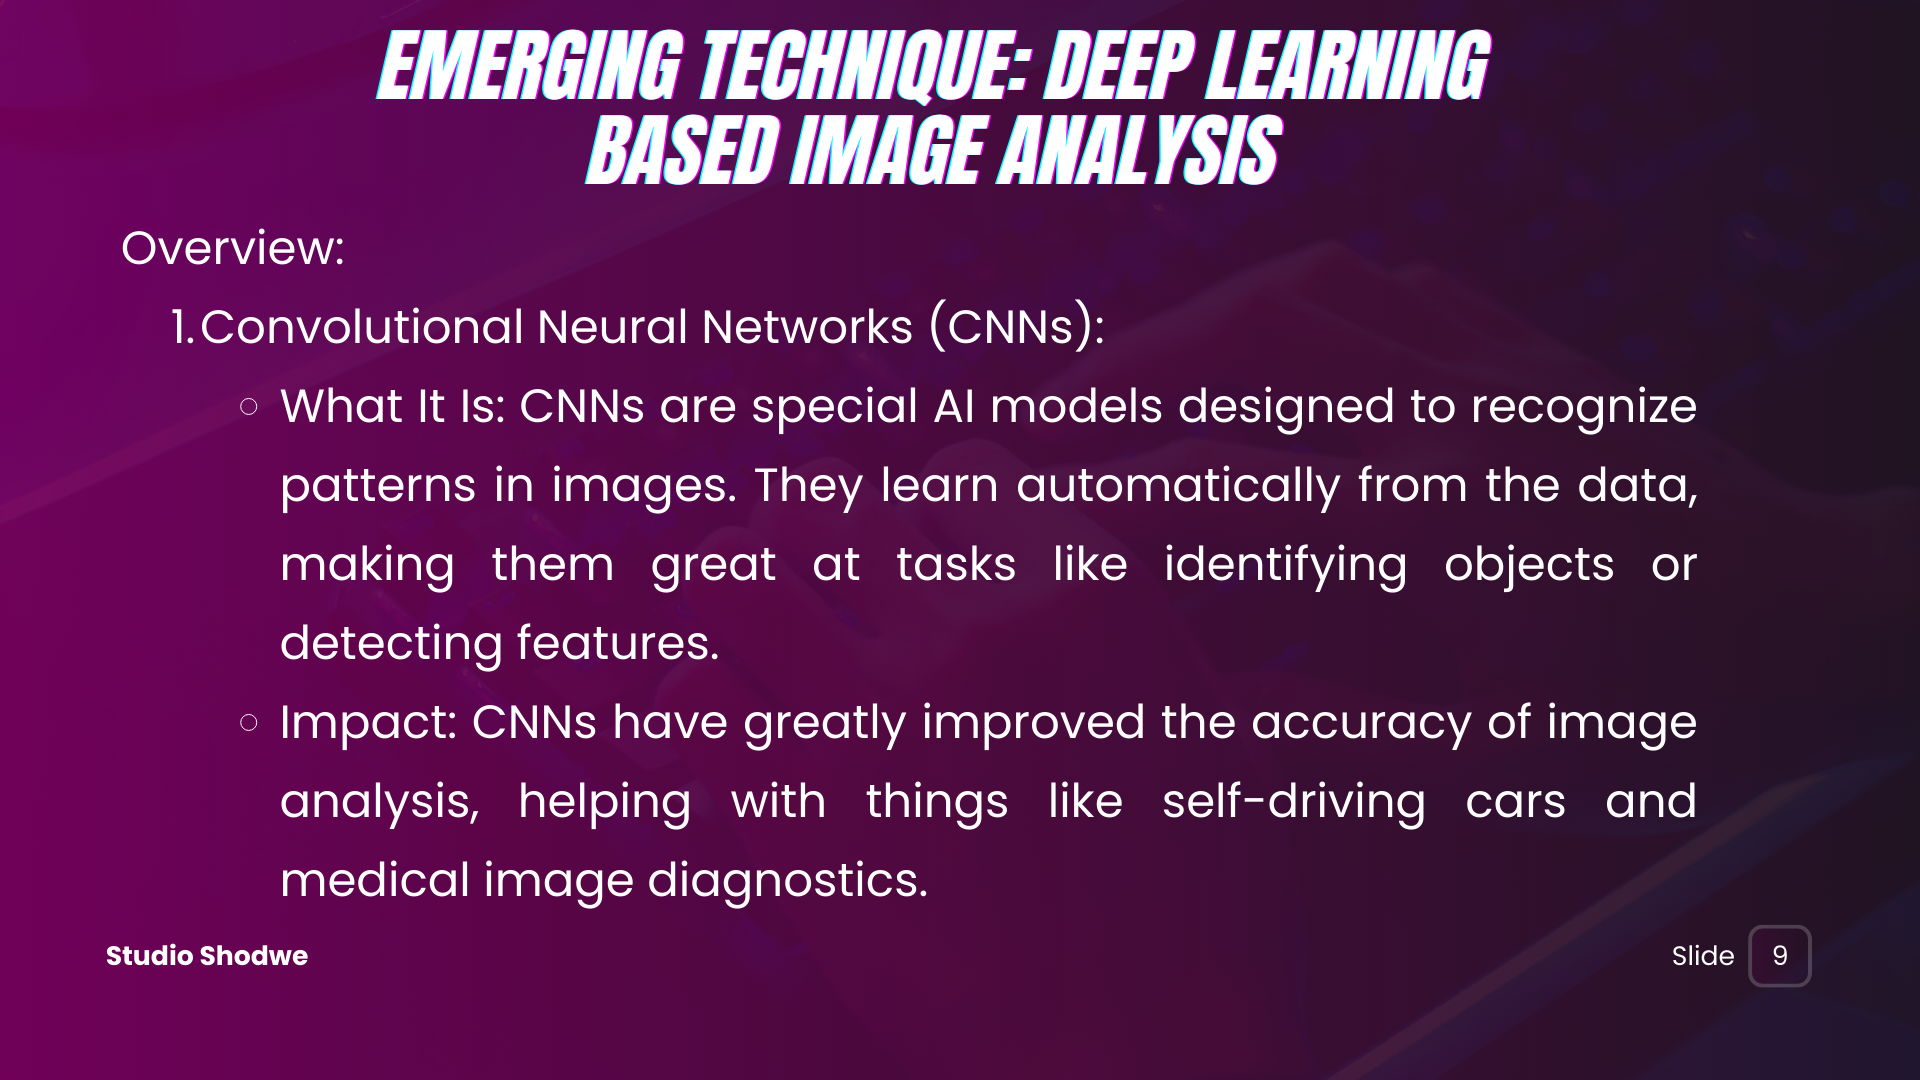 EMERGING TECHNIQUE: DEEP LEARNING
BASED IMAGE ANALYSIS
Overview:
1. Convolutional Neural Networks (CNNs):
○ What It Is: CNNs are special AI models designed to recognize
patterns in images. They learn automatically from the data,
making them great at tasks like identifying objects or
detecting features.
○ Impact: CNNs have greatly improved the accuracy of image
analysis, helping with things like self-driving cars and
medical image diagnostics.
Studio Shodwe
Slide 9